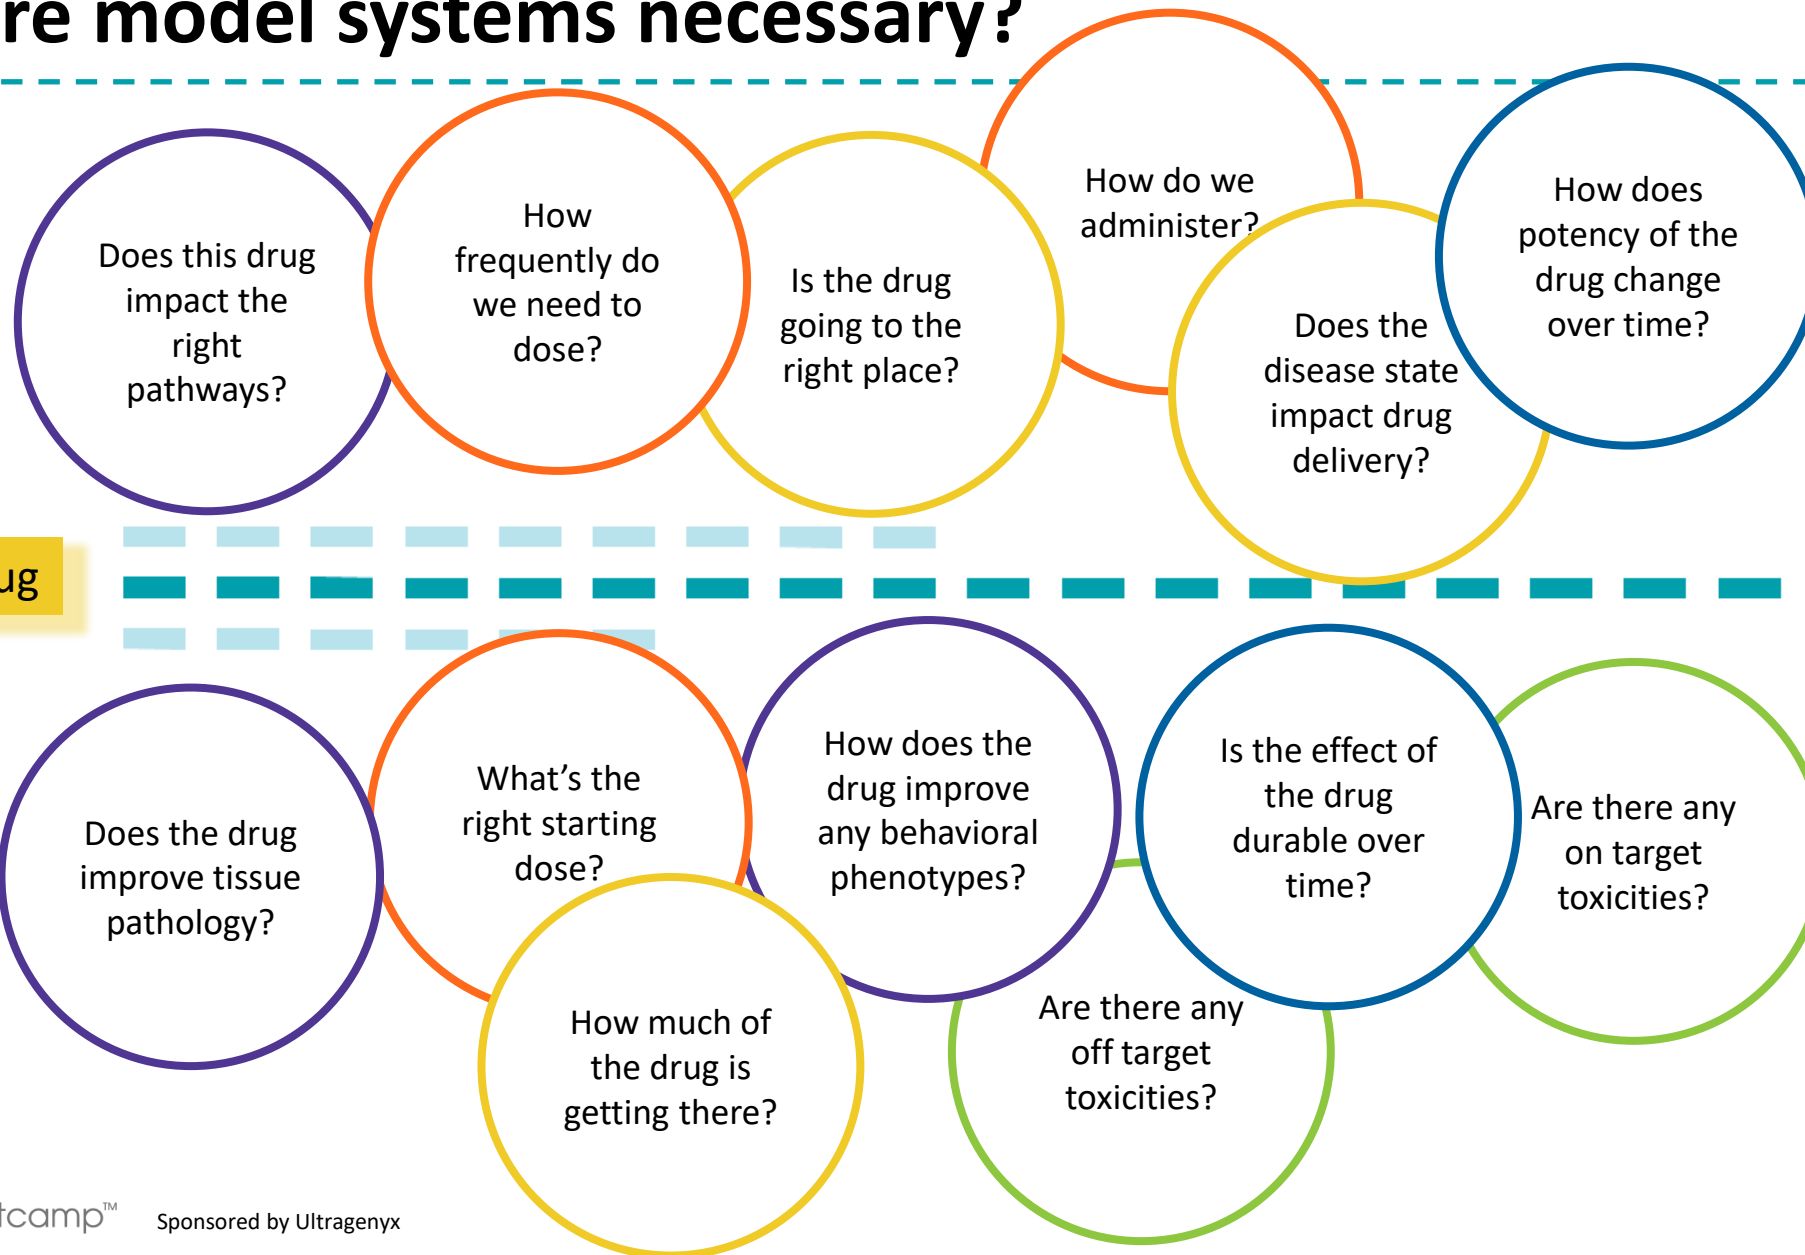 re model systems necessary?
Does this drug
impact the
right
pathways?
How
frequently do
we need to
dose?
Is the drug
going to the
right place?
How do we
administer?
Does the
disease state
impact drug
delivery?
How does
potency of the
drug change
over time?
ug
Does the drug
improve tissue
pathology?
What’s the
right starting
dose?
How much of
the drug is
getting there?
How does the
drug improve
any behavioral
phenotypes?
Are there any
off target
toxicities?
Is the effect of
the drug
durable over
time?
Are there any
on target
toxicities?
tcamp™
Sponsored by Ultragenyx